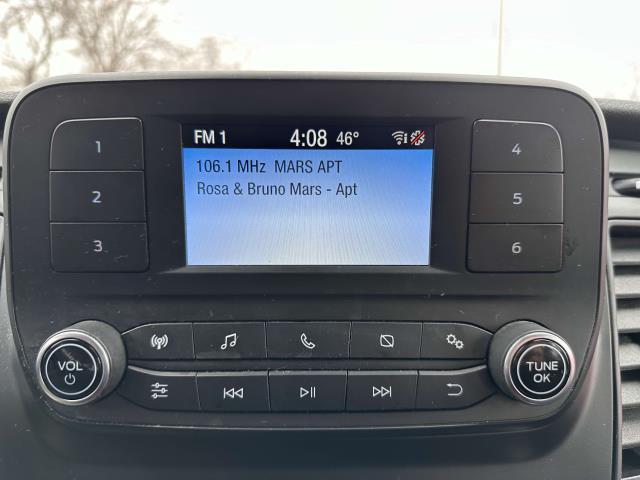 FM 1 4:08 46°
106.1 MHz MARS APT
Rosa & Bruno Mars - Apt
1
2
3
4
5
6
VOL
TUNE
OK